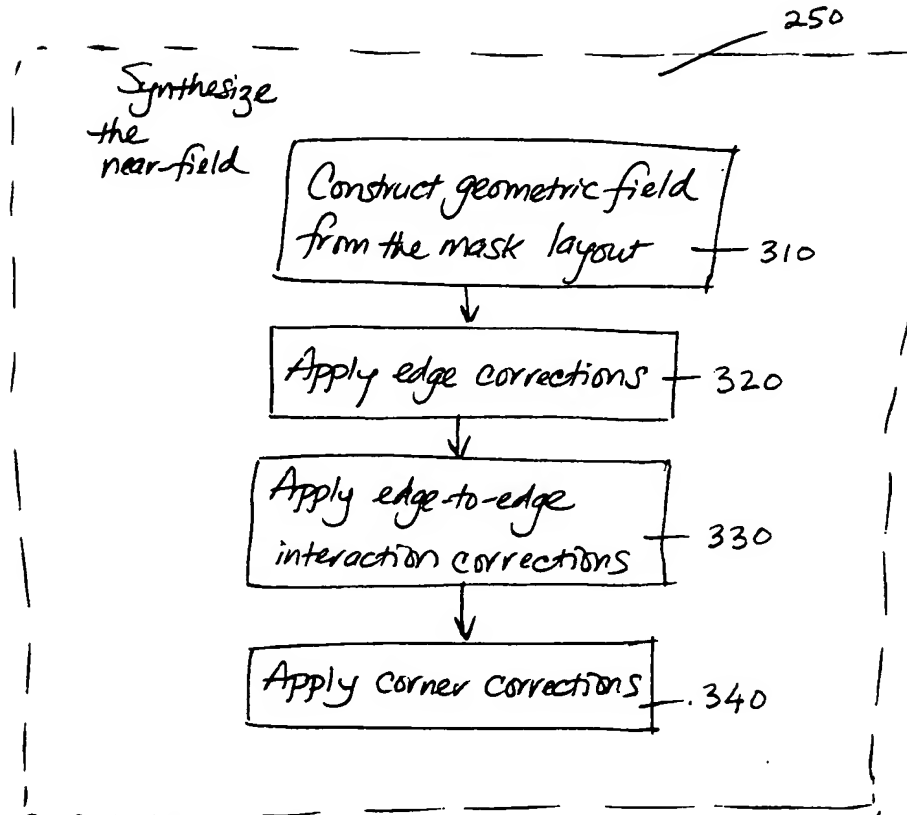 250
Synthesize
the
near-field
Construct geometric field
from the mask layout
310
Apply edge corrections
320
Apply edge-to-edge
interaction corrections
330
Apply corner corrections
340